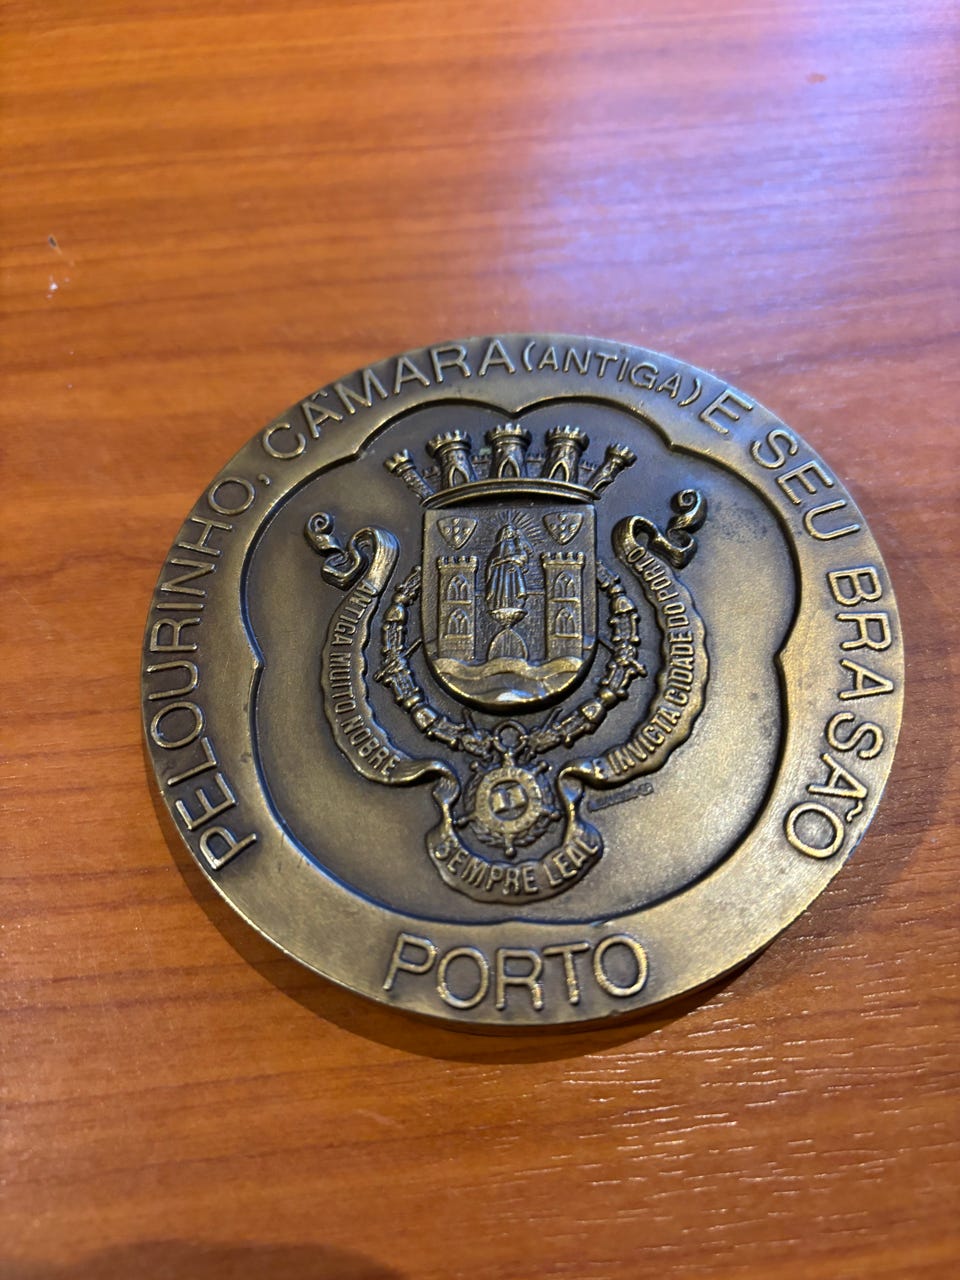 PELOURINHO, CÂMARA (ANTIGA) E SEU BRASÃO
ANTIGA MUITO NOBRE
SEMPRE LEAL
E INVICTA CIDADE DO PORTO
PORTO